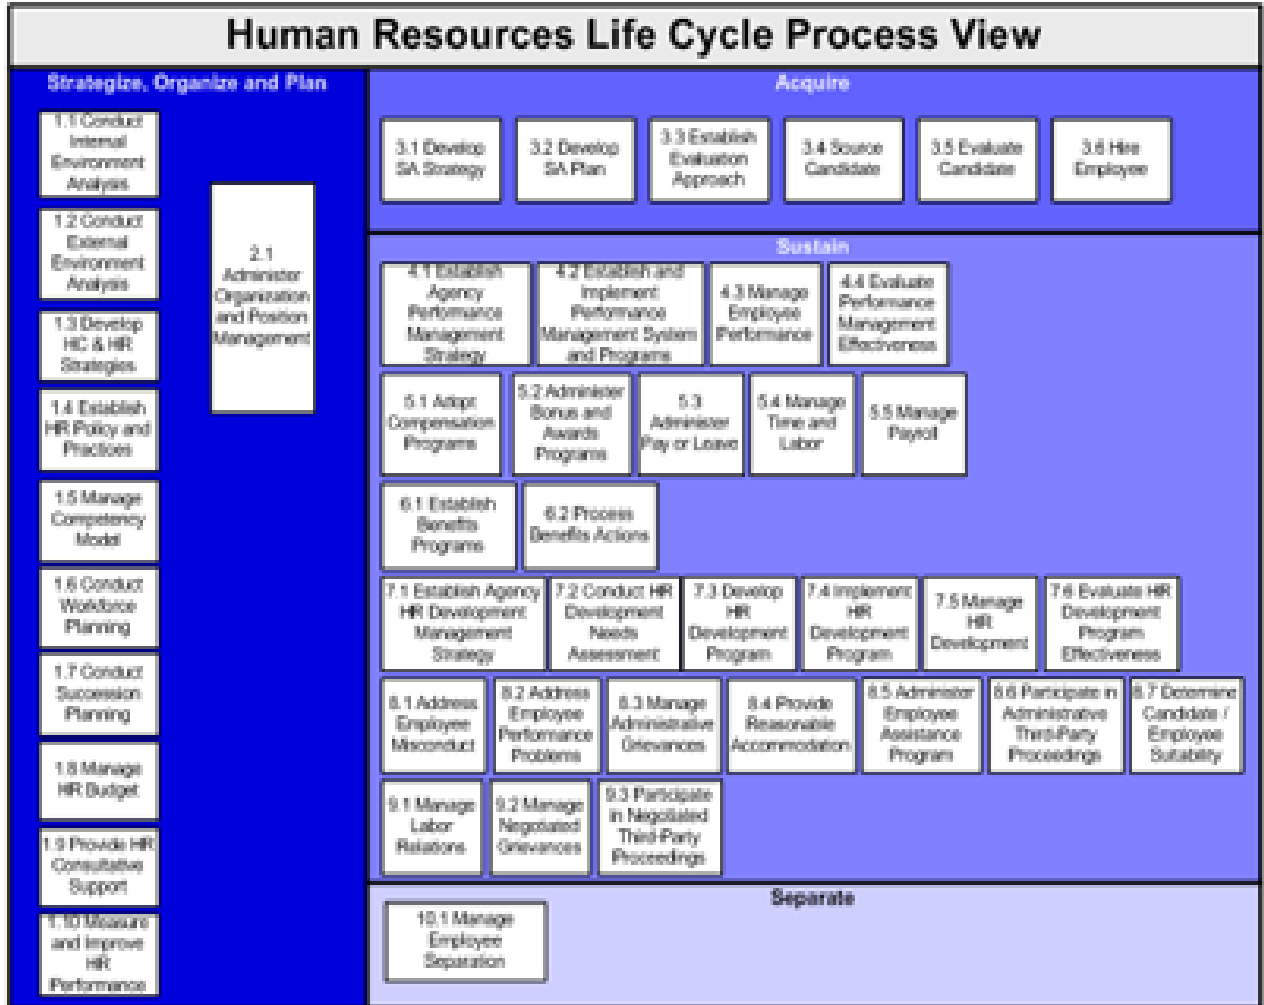 Human Resources Life Cycle Process View
Strategize, Organize and Plan
1.1 Conduct
Internal
Environment
Analysis
1.2 Conduct
External
Environment
Analysis
1.3 Develop
HC & HR
Strategies
1.4 Establish
HR Policy and
Practices
1.5 Manage
Competency
Model
1.6 Conduct
Workforce
Planning
1.7 Conduct
Succession
Planning
1.8 Manage
HR Budget
1.9 Provide HR
Consultative
Support
1.10 Measure
and Improve
HR
Performance
2.1
Administer
Organization
and Position
Management
Acquire
3.1 Develop
SA Strategy
3.2 Develop
SA Plan
3.3 Establish
Evaluation
Approach
3.4 Source
Candidate
3.5 Evaluate
Candidate
3.6 Hire
Employee
Sustain
4.1 Establish
Agency
Performance
Management
Strategy
4.2 Establish and
Implement
Performance
Management System
and Programs
4.3 Manage
Employee
Performance
4.4 Evaluate
Performance
Management
Effectiveness
5.1 Adopt
Compensation
Programs
5.2 Administer
Bonus and
Awards
Programs
5.3
Administer
Pay or Leave
5.4 Manage
Time and
Labor
5.5 Manage
Payroll
6.1 Establish
Benefits
Programs
6.2 Process
Benefits Actions
7.1 Establish Agency
HR Development
Management
Strategy
7.2 Conduct HR
Development
Needs
Assessment
7.3 Develop
HR
Development
Program
7.4 Implement
HR
Development
Program
7.5 Manage
HR
Development
7.6 Evaluate HR
Development
Program
Effectiveness
8.1 Address
Employee
Misconduct
8.2 Address
Employee
Performance
Problems
8.3 Manage
Administrative
Grievances
8.4 Provide
Reasonable
Accommodation
8.5 Administer
Employee
Assistance
Program
8.6 Participate in
Administrative
Third-Party
Proceedings
8.7 Determine
Candidate /
Employee
Suitability
9.1 Manage
Labor
Relations
9.2 Manage
Negotiated
Grievances
9.3 Participate
in Negotiated
Third-Party
Proceedings
Separate
10.1 Manage
Employee
Separation